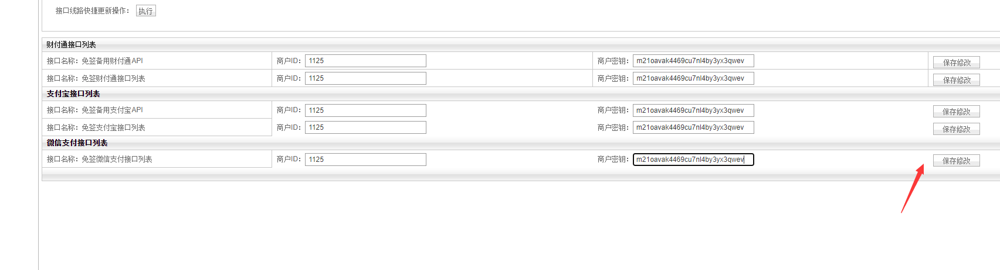 接口线路快捷更新操作： 执行
财付通接口列表
接口名称：免签备用财付通API 商户ID： 1125 商户密钥： m21oavak4469cu7nl4by3yx3qwev 保存修改
接口名称：免签财付通接口列表 商户ID： 1125 商户密钥： m21oavak4469cu7nl4by3yx3qwev 保存修改
支付宝接口列表
接口名称：免签备用支付宝API 商户ID： 1125 商户密钥： m21oavak4469cu7nl4by3yx3qwev 保存修改
接口名称：免签支付宝接口列表 商户ID： 1125 商户密钥： m21oavak4469cu7nl4by3yx3qwev 保存修改
微信支付接口列表
接口名称：免签微信支付接口列表 商户ID： 1125 商户密钥： m21oavak4469cu7nl4by3yx3qwev 保存修改